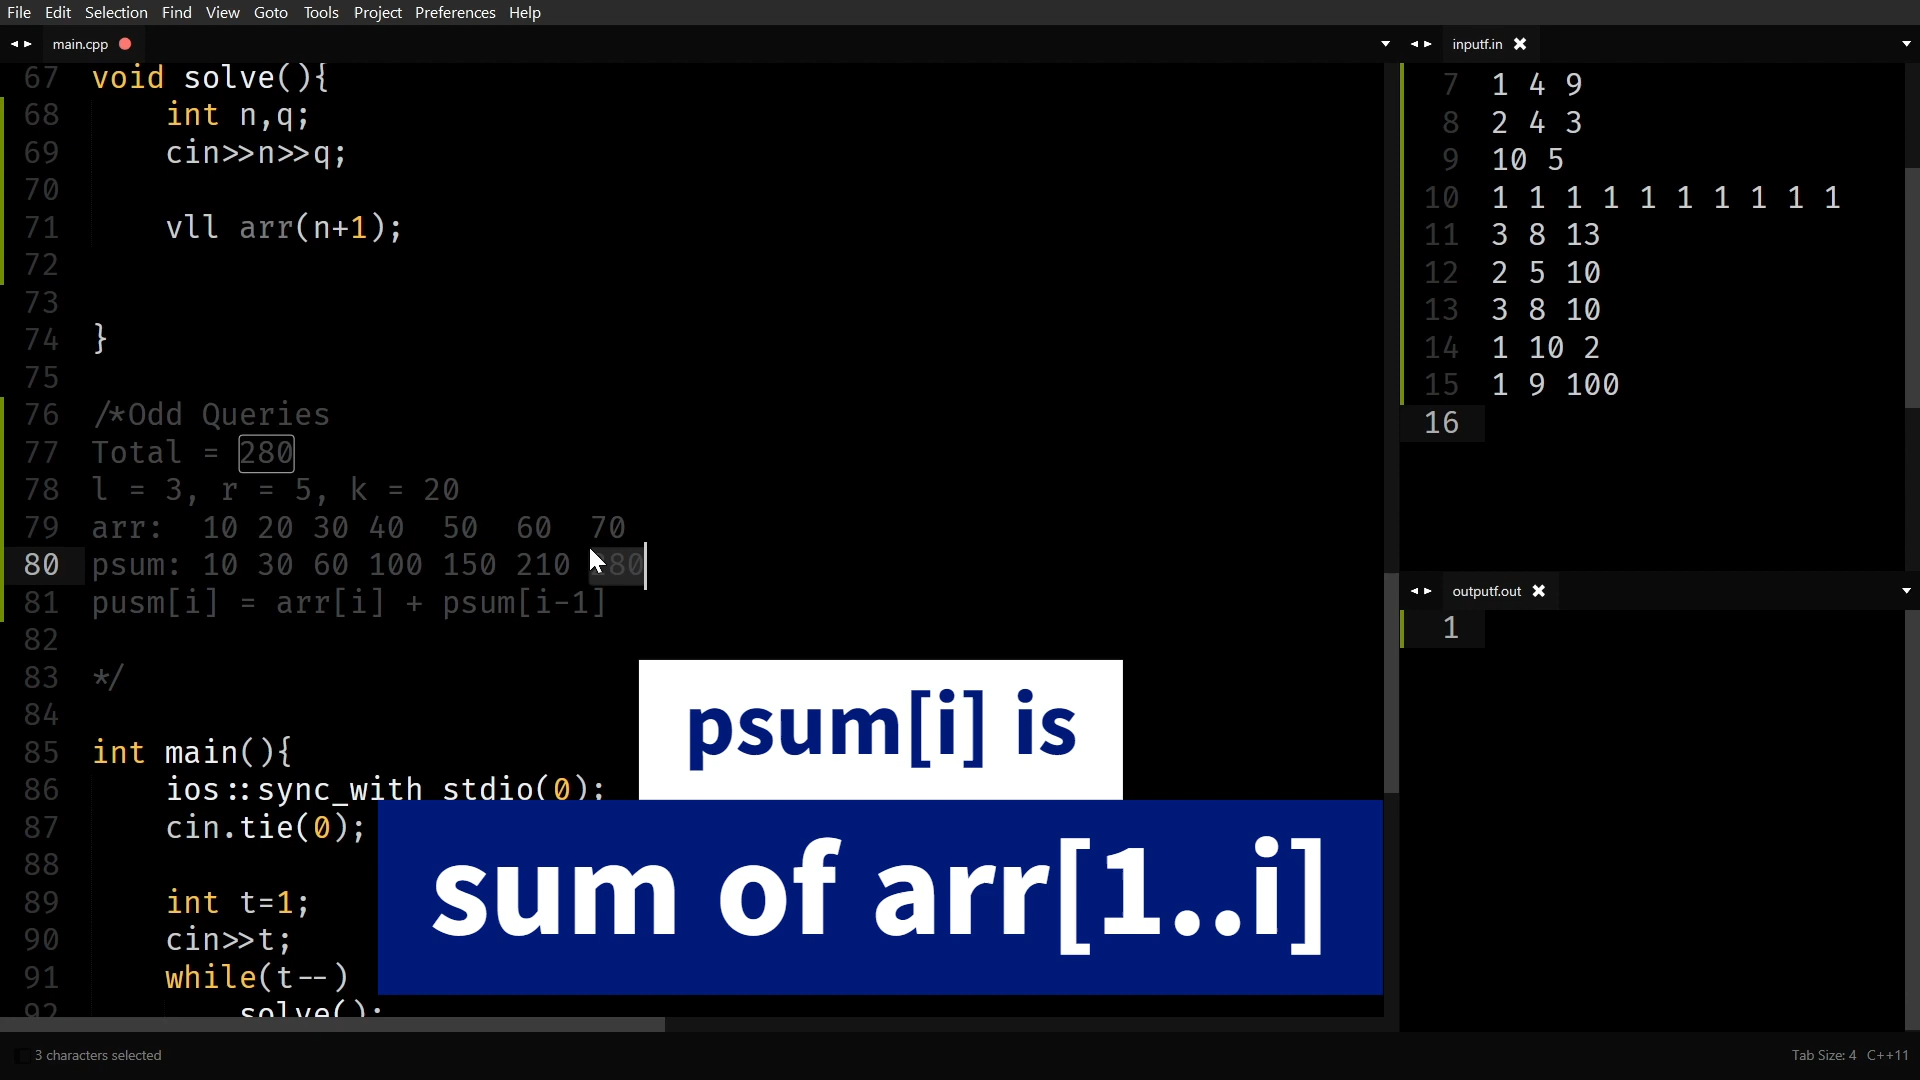 File Edit Selection Find View Goto Tools Project Preferences Help
main.cpp
67 void solve(){
68 int n,q;
69 cin>>n>>q;
70
71 vll arr(n+1);
72
73
74 }
75
76 /*Odd Queries
77 Total = 280
78 l = 3, r = 5, k = 20
79 arr: 10 20 30 40 50 60 70
80 psum: 10 30 60 100 150 210 280
81 pusm[i] = arr[i] + psum[i-1]
82
83 */
84
85 int main(){
86 ios::sync_with_stdio(0);
87 cin.tie(0);
88
89 int t=1;
90 cin>>t;
91 while(t--)
92 solve();
psum[i] is
sum of arr[1..i]
inputf.in
7 1 4 9
8 2 4 3
9 10 5
10 1 1 1 1 1 1 1 1 1 1
11 3 8 13
12 2 5 10
13 3 8 10
14 1 10 2
15 1 9 100
16
outputf.out
1
3 characters selected
Tab Size: 4 C++11